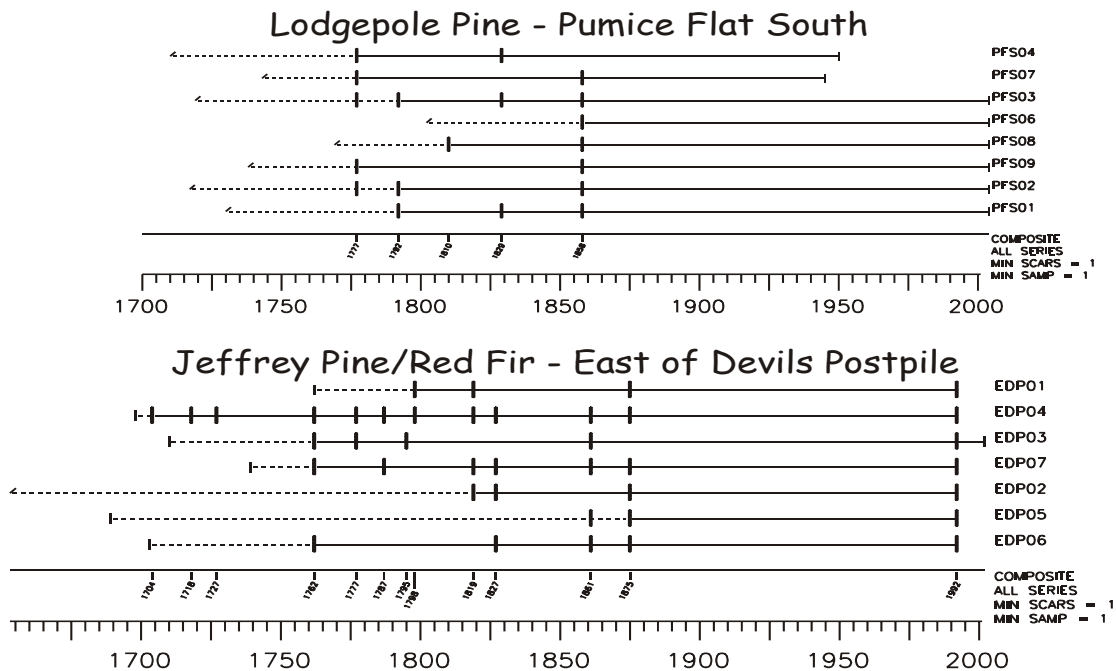 Lodgepole Pine - Pumice Flat South
PFS04
PFS07
PFS03
PFS06
PFS08
PFS09
PFS02
PFS01
1777 1792 1810 1829 1858
COMPOSITE
ALL SERIES
MIN SCARS = 1
MIN SAMP = 1
1700 1750 1800 1850 1900 1950 2000
Jeffrey Pine/Red Fir - East of Devils Postpile
EDP01
EDP04
EDP03
EDP07
EDP02
EDP05
EDP06
1704 1718 1727 1762 1777 1787 1795 1798 1819 1827 1861 1875 1992
COMPOSITE
ALL SERIES
MIN SCARS = 1
MIN SAMP = 1
1700 1750 1800 1850 1900 1950 2000